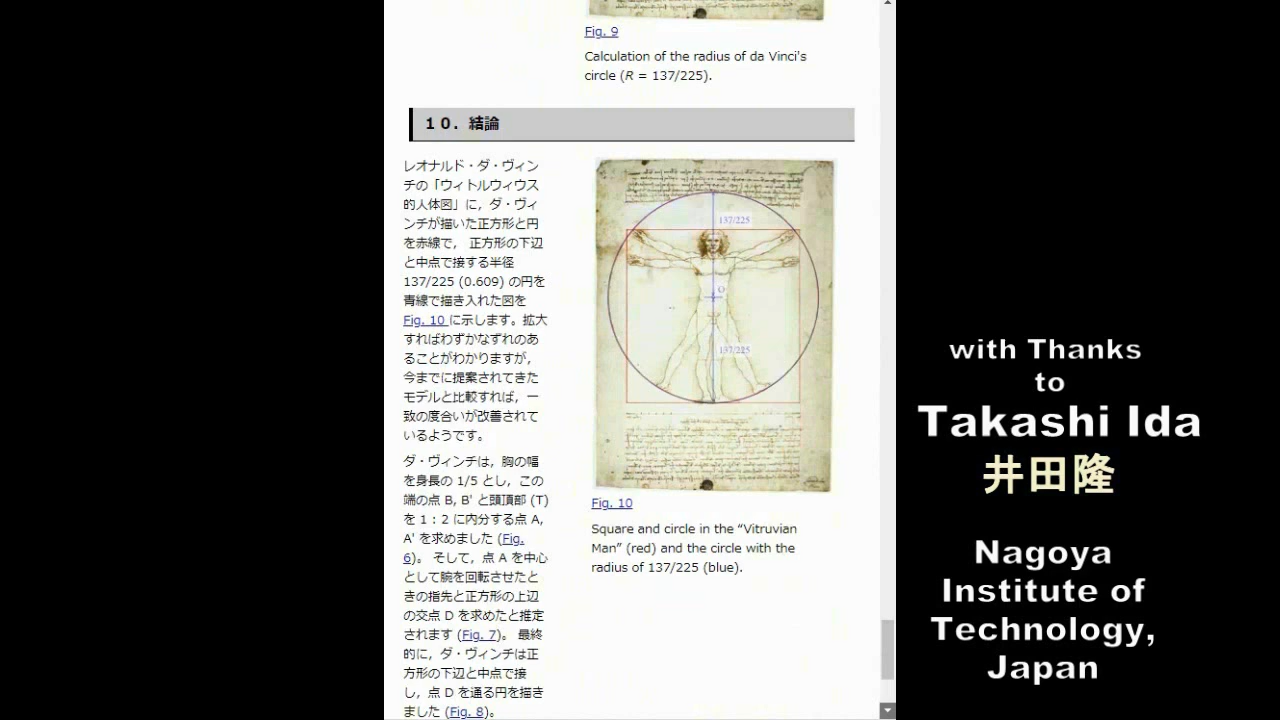 Fig. 9
Calculation of the radius of da Vinci's
circle (R = 137/225).
１０．結論
レオナルド・ダ・ヴィン
チの「ウィトルウィウス
的人体図」に，ダ・ヴィ
ンチが描いた正方形と円
を赤線で， 正方形の下辺
と中点で接する半径
137/225 (0.609) の円を
青線で描き入れた図を
Fig. 10 に示します。拡大
すればわずかなずれのあ
ることがわかりますが，
今までに提案されてきた
モデルと比較すれば，一
致の度合いが改善されて
いるようです。
ダ・ヴィンチは，胸の幅
を身長の 1/5 とし，この
端の点 B, B' と頭頂部 (T)
を 1 : 2 に内分する点 A,
A' を求めました (Fig.
6)。 そして，点 A を中心
として腕を回転させたと
きの指先と正方形の上辺
の交点 D を求めたと推定
されます (Fig. 7)。 最終
的に，ダ・ヴィンチは正
方形の下辺と中点で接
し，点 D を通る円を描き
ました (Fig. 8)。
137/225
O
137/225
Fig. 10
Square and circle in the “Vitruvian
Man” (red) and the circle with the
radius of 137/225 (blue).
with Thanks
to
Takashi Ida
井田隆
Nagoya
Institute of
Technology,
Japan